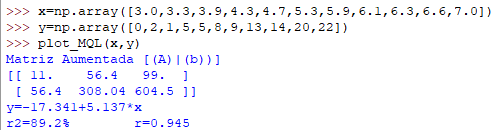 >>> x=np.array([3.0,3.3,3.9,4.3,4.7,5.3,5.9,6.1,6.3,6.6,7.0])
>>> y=np.array([0,2,1,5,5,8,9,13,14,20,22])
>>> plot_MQL(x,y)
Matriz Aumentada [(A)|(b))]
[[ 11.     56.4    99.  ]
 [ 56.4  308.04 604.5 ]]
y=-17.341+5.137*x
r2=89.2%        r=0.945